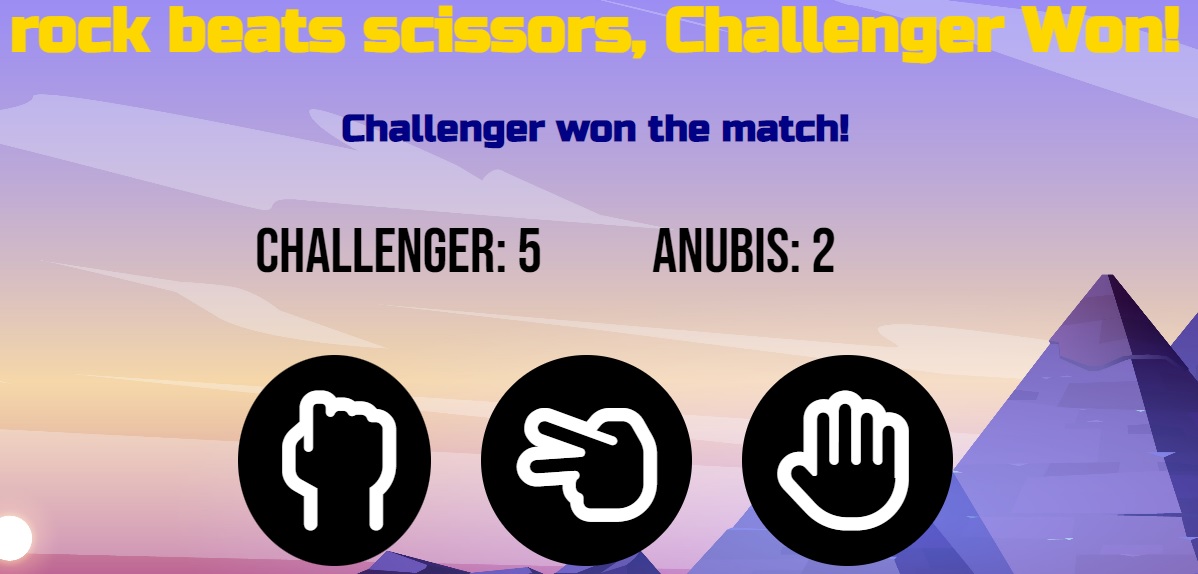 rock beats scissors, Challenger Won!
Challenger won the match!
CHALLENGER: 5 ANUBIS: 2